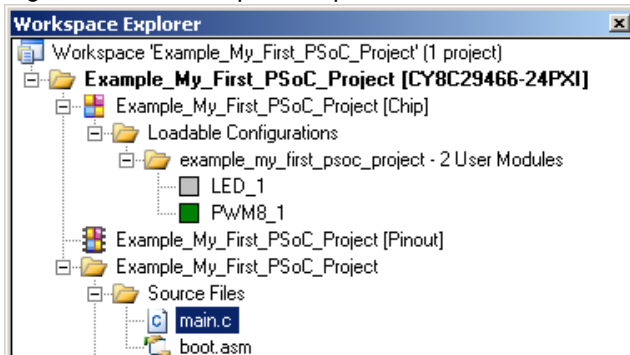 Workspace Explorer
Workspace 'Example_My_First_PSoC_Project' (1 project)
Example_My_First_PSoC_Project [CY8C29466-24PXI]
Example_My_First_PSoC_Project [Chip]
Loadable Configurations
example_my_first_psoc_project - 2 User Modules
LED_1
PWM8_1
Example_My_First_PSoC_Project [Pinout]
Example_My_First_PSoC_Project
Source Files
main.c
boot.asm